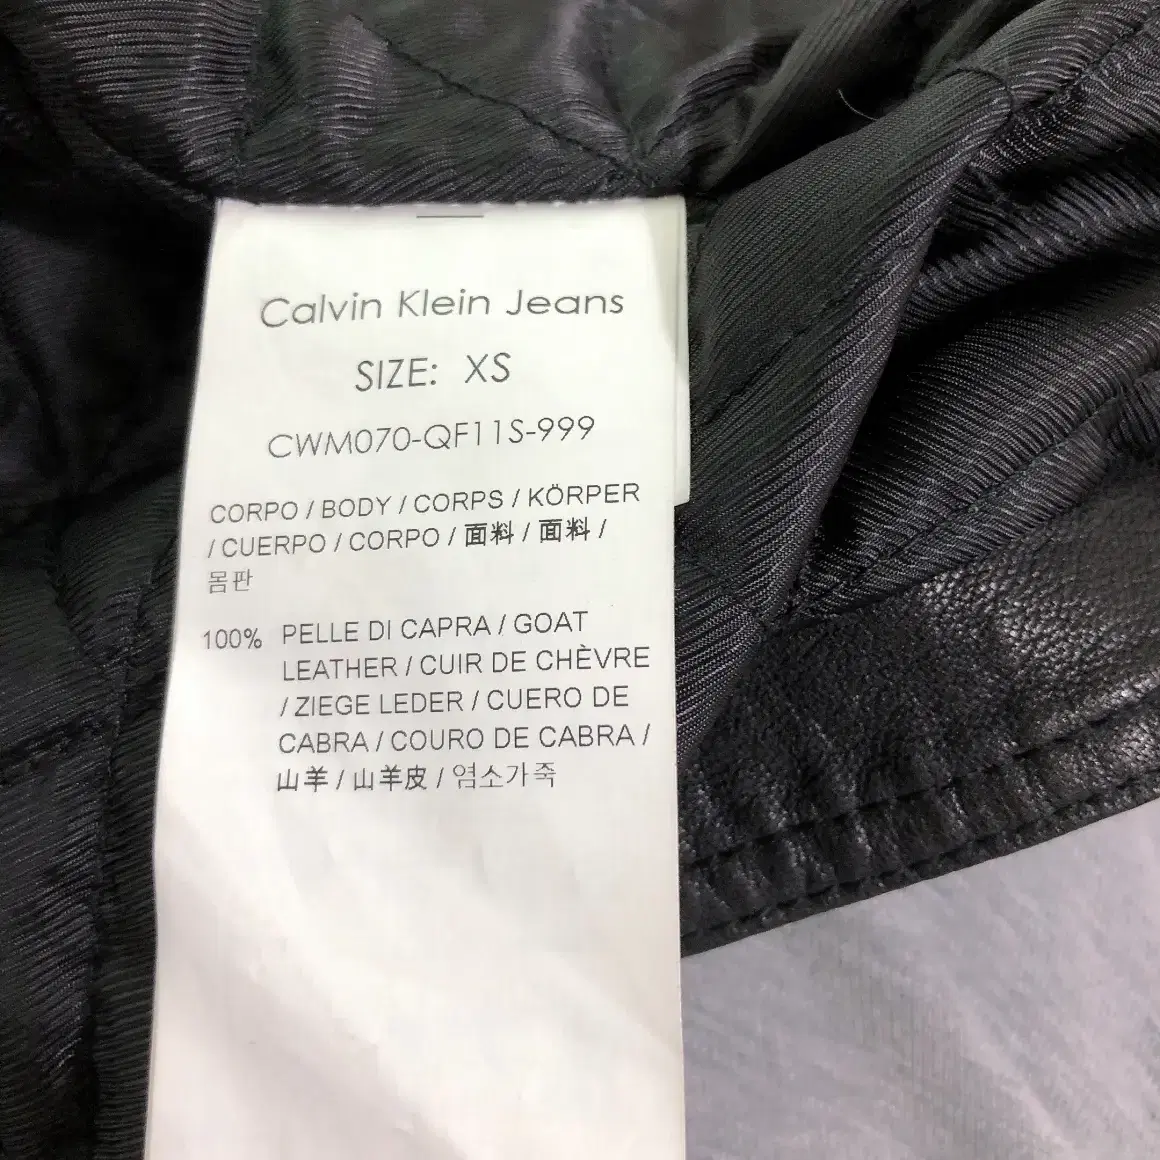 Calvin Klein Jeans
SIZE: XS
CWM070-QF11S-999
CORPO / BODY / CORPS / KÖRPER
/ CUERPO / CORPO / 面料 / 面料 /
몸판
100% PELLE DI CAPRA / GOAT
LEATHER / CUIR DE CHÈVRE
/ ZIEGE LEDER / CUERO DE
CABRA / COURO DE CABRA /
山羊 / 山羊皮 / 염소가죽